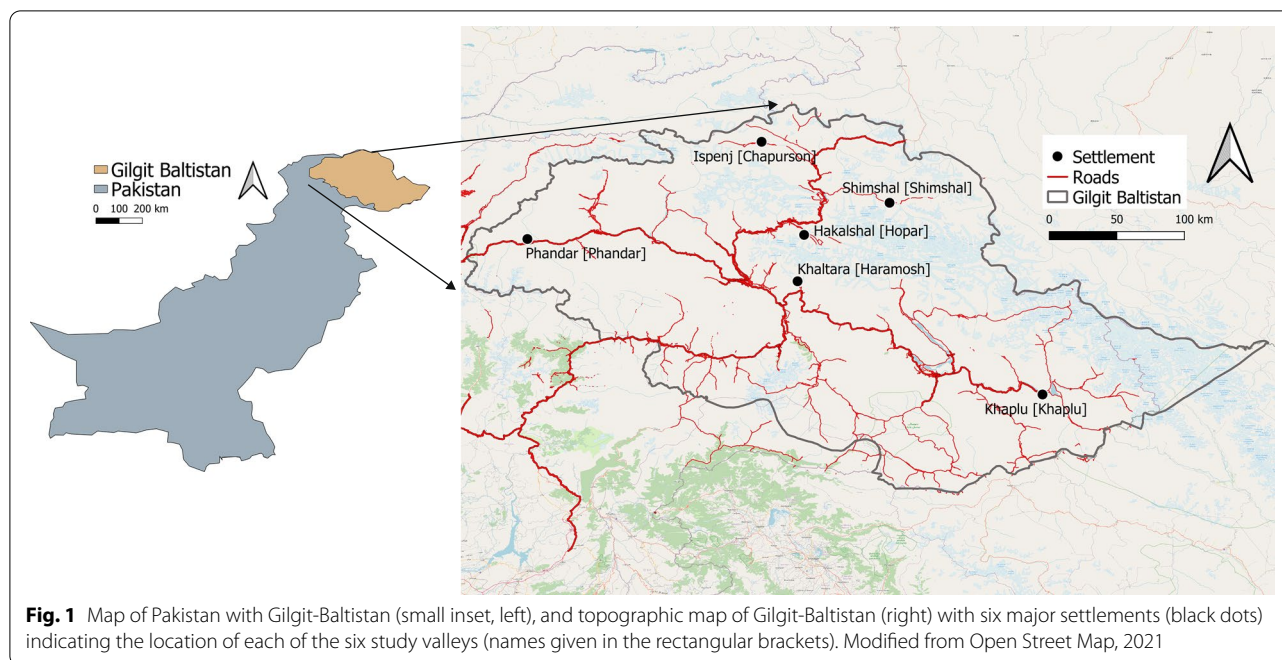 Gilgit Baltistan
Pakistan
0 100 200 km
Ispenj [Chapurson]
Shimshal [Shimshal]
Hakalshal [Hopar]
Phandar [Phandar]
Khaltara [Haramosh]
Khaplu [Khaplu]
Settlement
Roads
Gilgit Baltistan
0 50 100 km
Fig. 1 Map of Pakistan with Gilgit-Baltistan (small inset, left), and topographic map of Gilgit-Baltistan (right) with six major settlements (black dots)
indicating the location of each of the six study valleys (names given in the rectangular brackets). Modified from Open Street Map, 2021